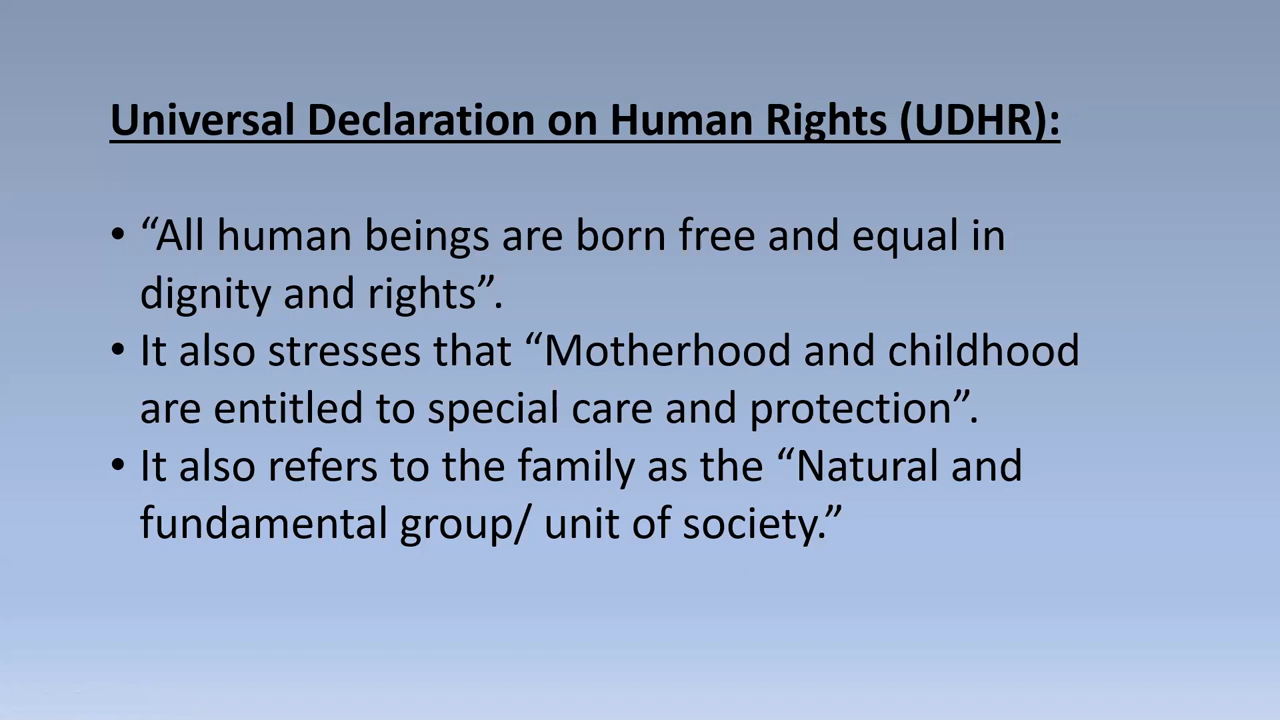 Universal Declaration on Human Rights (UDHR):
• “All human beings are born free and equal in
dignity and rights”.
• It also stresses that “Motherhood and childhood
are entitled to special care and protection”.
• It also refers to the family as the “Natural and
fundamental group/ unit of society.”